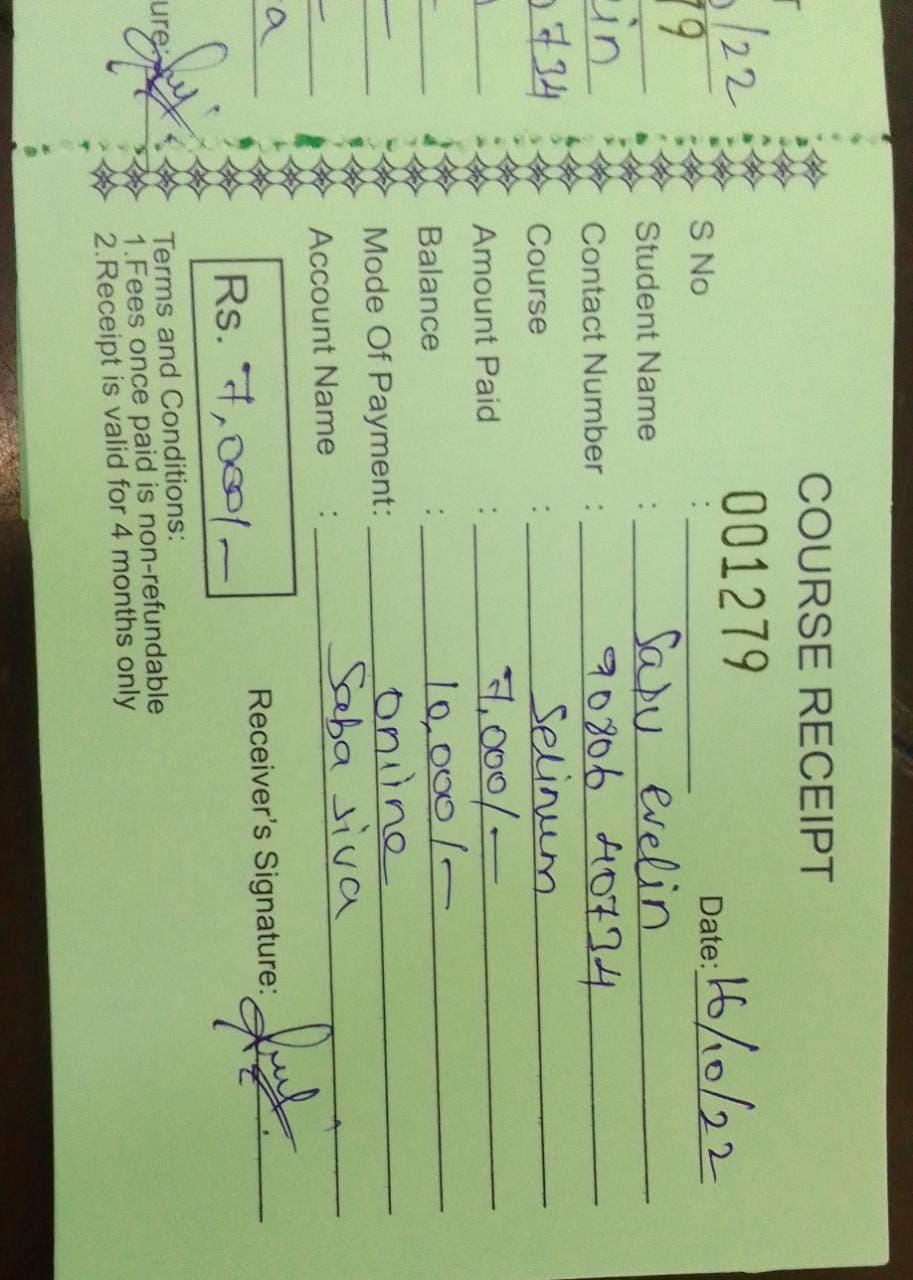 COURSE RECEIPT
001279
Date: 16/10/22
S No :
Student Name : Saju evelin
Contact Number : 90806 40734
Course : Selinum
Amount Paid : 7,000/-
Balance : 10,000/-
Mode Of Payment: online
Account Name : Saba siva
Rs. 7,000/-
Receiver's Signature:
Terms and Conditions:
1.Fees once paid is non-refundable
2.Receipt is valid for 4 months only
/22
79
in
0734
a
ure: